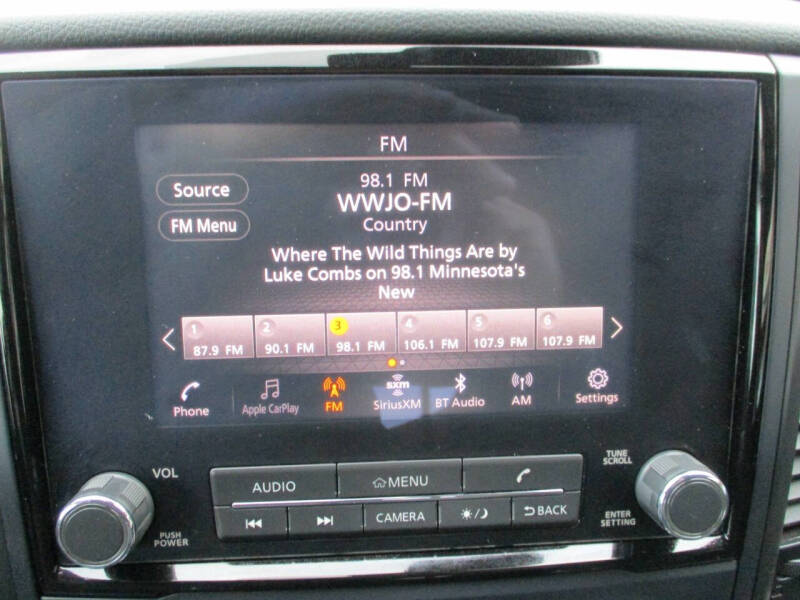 FM
Source
FM Menu
98.1 FM
WWJO-FM
Country
Where The Wild Things Are by
Luke Combs on 98.1 Minnesota's
New
1 2 3 4 5 6
87.9 FM 90.1 FM 98.1 FM 106.1 FM 107.9 FM 107.9 FM
sxm
Phone Apple CarPlay FM SiriusXM BT Audio AM Settings
VOL
PUSH
POWER
AUDIO MENU
CAMERA BACK
TUNE
SCROLL
ENTER
SETTING